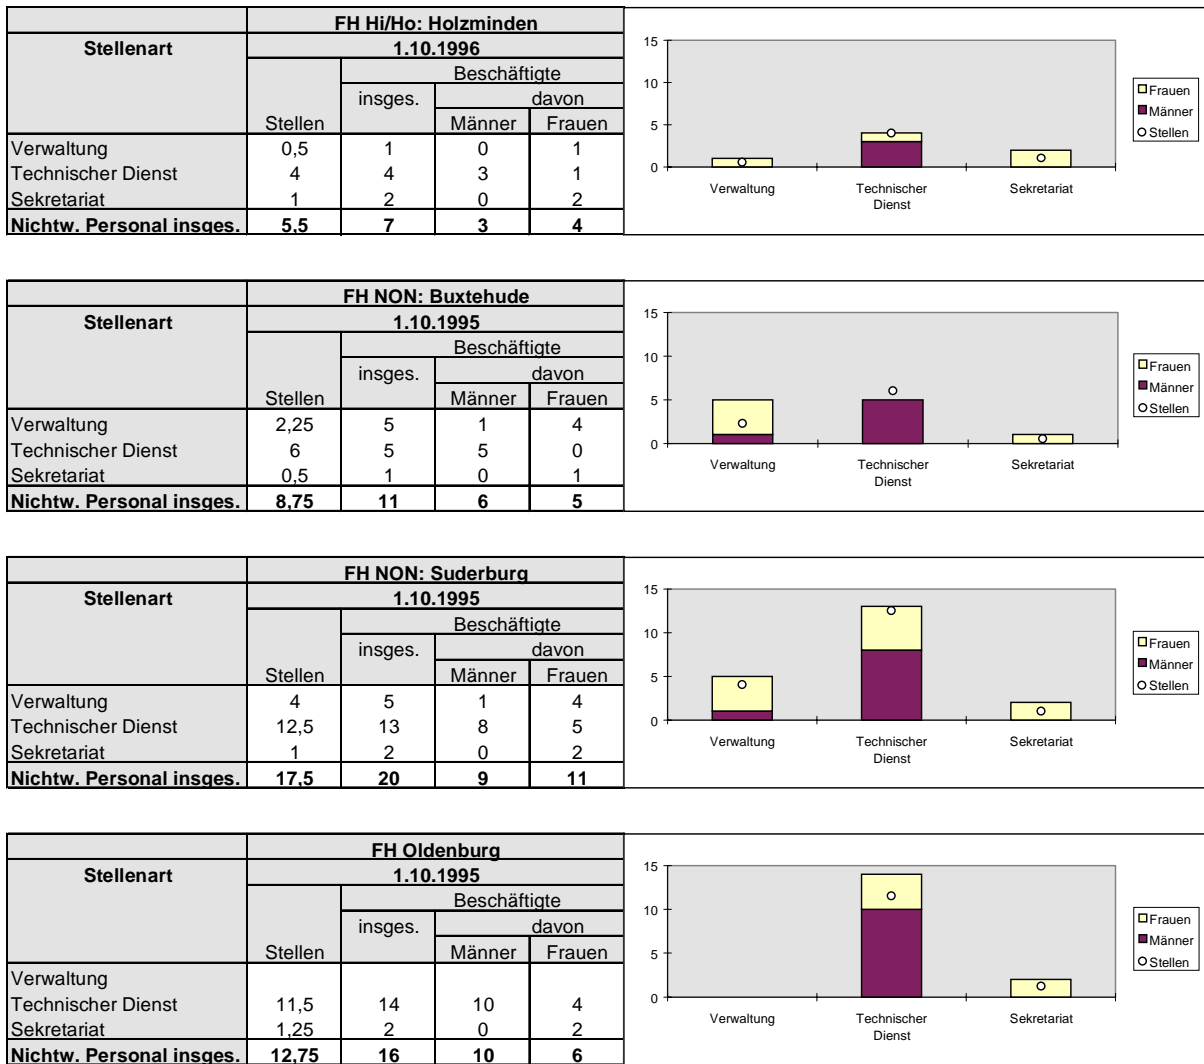 FH Hi/Ho: Holzminden
Stellenart 1.10.1996
Beschäftigte
insges. davon
Stellen Männer Frauen
Verwaltung 0,5 1 0 1
Technischer Dienst 4 4 3 1
Sekretariat 1 2 0 2
Nichtw. Personal insges. 5,5 7 3 4
15
10
5
0
Verwaltung Technischer Sekretariat
Dienst
Frauen
Männer
Stellen
FH NON: Buxtehude
Stellenart 1.10.1995
Beschäftigte
insges. davon
Stellen Männer Frauen
Verwaltung 2,25 5 1 4
Technischer Dienst 6 5 5 0
Sekretariat 0,5 1 0 1
Nichtw. Personal insges. 8,75 11 6 5
15
10
5
0
Verwaltung Technischer Sekretariat
Dienst
Frauen
Männer
Stellen
FH NON: Suderburg
Stellenart 1.10.1995
Beschäftigte
insges. davon
Stellen Männer Frauen
Verwaltung 4 5 1 4
Technischer Dienst 12,5 13 8 5
Sekretariat 1 2 0 2
Nichtw. Personal insges. 17,5 20 9 11
15
10
5
0
Verwaltung Technischer Sekretariat
Dienst
Frauen
Männer
Stellen
FH Oldenburg
Stellenart 1.10.1995
Beschäftigte
insges. davon
Stellen Männer Frauen
Verwaltung
Technischer Dienst 11,5 14 10 4
Sekretariat 1,25 2 0 2
Nichtw. Personal insges. 12,75 16 10 6
15
10
5
0
Verwaltung Technischer Sekretariat
Dienst
Frauen
Männer
Stellen